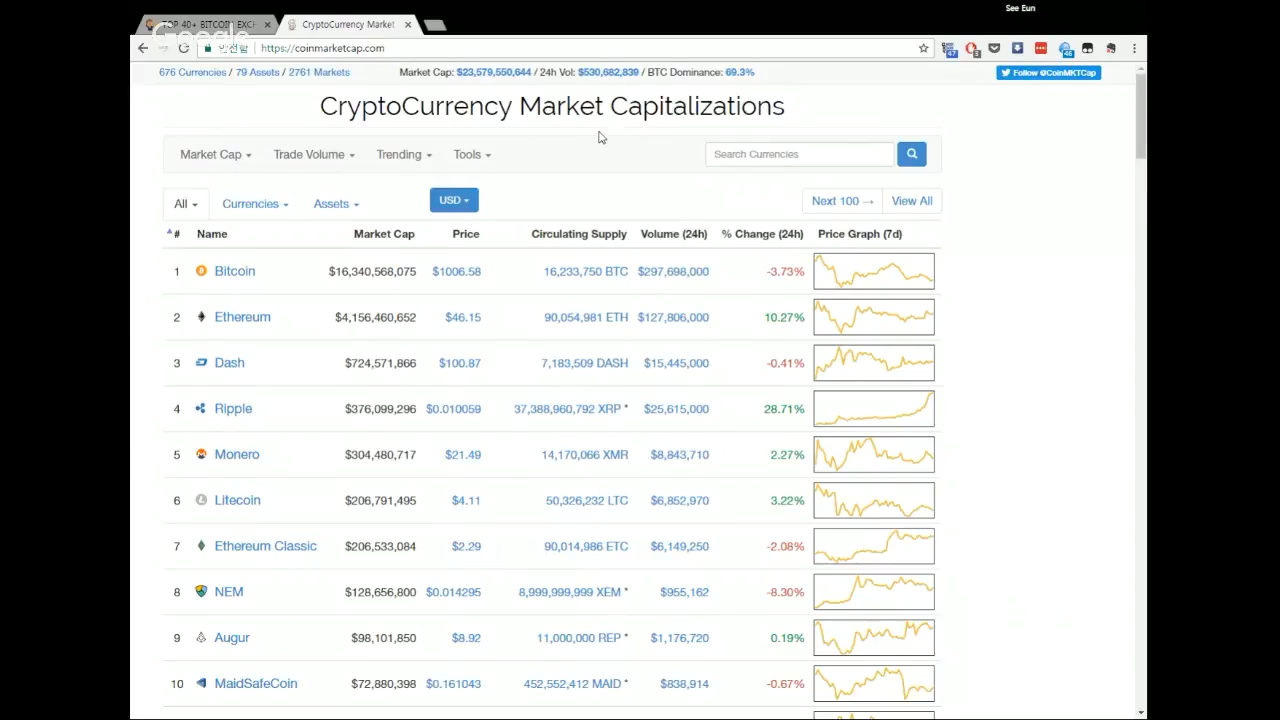 See Eun
TOP 40+ BITCOIN EXCH
CryptoCurrency Market
Google
안전함 https://coinmarketcap.com
47 3 46
676 Currencies / 79 Assets / 2761 Markets Market Cap: $23,579,550,644 / 24h Vol: $530,682,839 / BTC Dominance: 69.3% Follow @CoinMKTCap
CryptoCurrency Market Capitalizations
Market Cap Trade Volume Trending Tools Search Currencies
All Currencies Assets USD Next 100 → View All
# Name Market Cap Price Circulating Supply Volume (24h) % Change (24h) Price Graph (7d)
1 Bitcoin $16,340,568,075 $1006.58 16,233,750 BTC $297,698,000 -3.73%
2 Ethereum $4,156,460,652 $46.15 90,054,981 ETH $127,806,000 10.27%
3 Dash $724,571,866 $100.87 7,183,509 DASH $15,445,000 -0.41%
4 Ripple $376,099,296 $0.010059 37,388,960,792 XRP * $25,615,000 28.71%
5 Monero $304,480,717 $21.49 14,170,066 XMR $8,843,710 2.27%
6 Litecoin $206,791,495 $4.11 50,326,232 LTC $6,852,970 3.22%
7 Ethereum Classic $206,533,084 $2.29 90,014,986 ETC $6,149,250 -2.08%
8 NEM $128,656,800 $0.014295 8,999,999,999 XEM * $955,162 -8.30%
9 Augur $98,101,850 $8.92 11,000,000 REP * $1,176,720 0.19%
10 MaidSafeCoin $72,880,398 $0.161043 452,552,412 MAID * $838,914 -0.67%